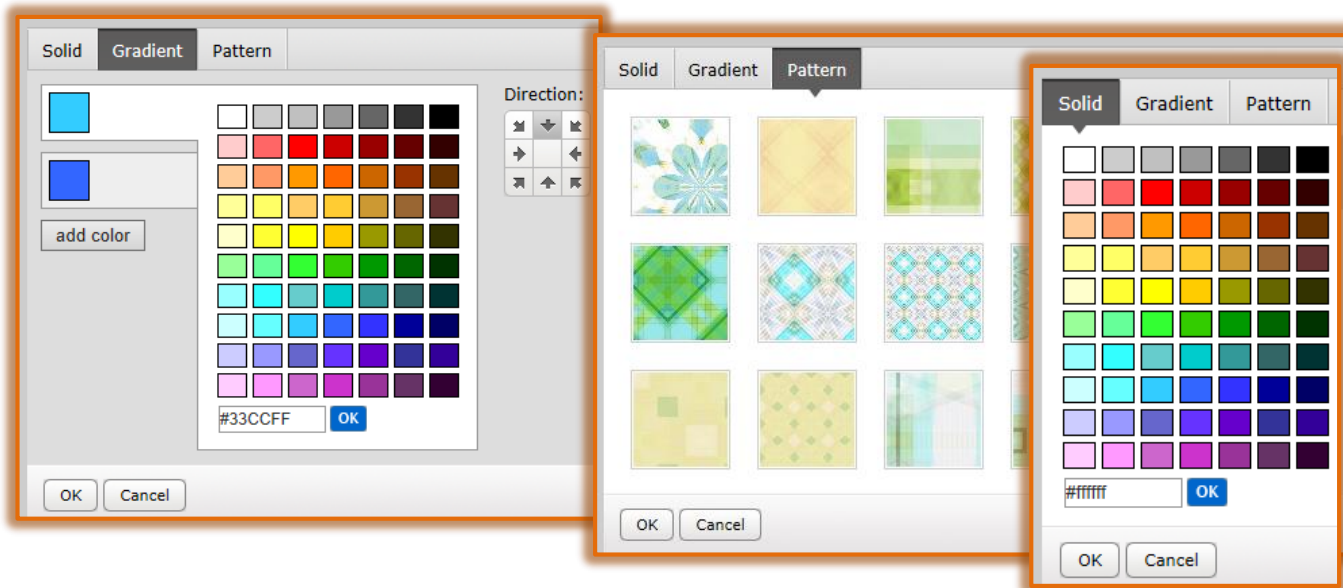 Solid Gradient Pattern
Direction:
add color
#33CCFF OK
OK Cancel
Solid Gradient Pattern
OK Cancel
Solid Gradient Pattern
#ffffff OK
OK Cancel